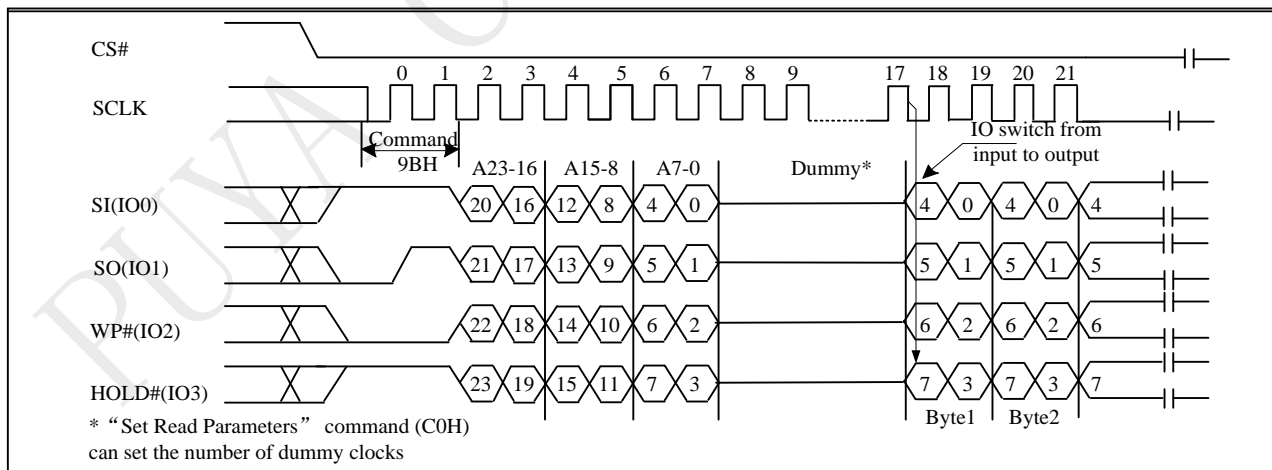 CS#
0 1 2 3 4 5 6 7 8 9 17 18 19 20 21
SCLK
Command
9BH
IO switch from
input to output
A23-16 A15-8 A7-0 Dummy*
SI(IO0) 20 16 12 8 4 0 4 0 4 0 4
SO(IO1) 21 17 13 9 5 1 5 1 5 1 5
WP#(IO2) 22 18 14 10 6 2 6 2 6 2 6
HOLD#(IO3) 23 19 15 11 7 3 7 3 7 3 7
Byte1 Byte2
* “Set Read Parameters” command (C0H)
can set the number of dummy clocks
PUYA